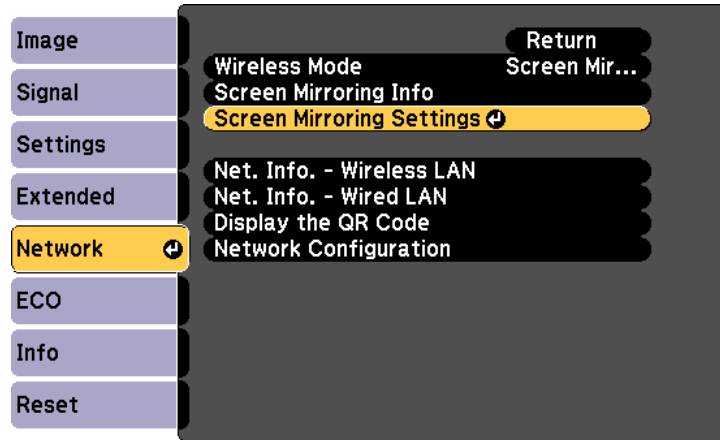 Image
Signal
Settings
Extended
Network
ECO
Info
Reset
Return
Wireless Mode Screen Mir...
Screen Mirroring Info
Screen Mirroring Settings
Net. Info. - Wireless LAN
Net. Info. - Wired LAN
Display the QR Code
Network Configuration